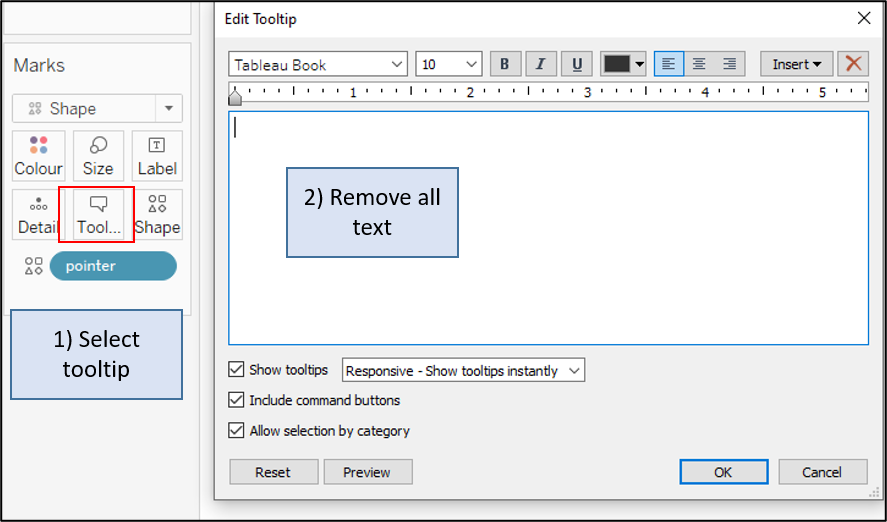 Marks
Shape
Colour Size Label
Detail Tool... Shape
pointer
1) Select
tooltip
Edit Tooltip
Tableau Book 10 B I U Insert
1 2 3 4 5
2) Remove all
text
Show tooltips Responsive - Show tooltips instantly
Include command buttons
Allow selection by category
Reset Preview OK Cancel